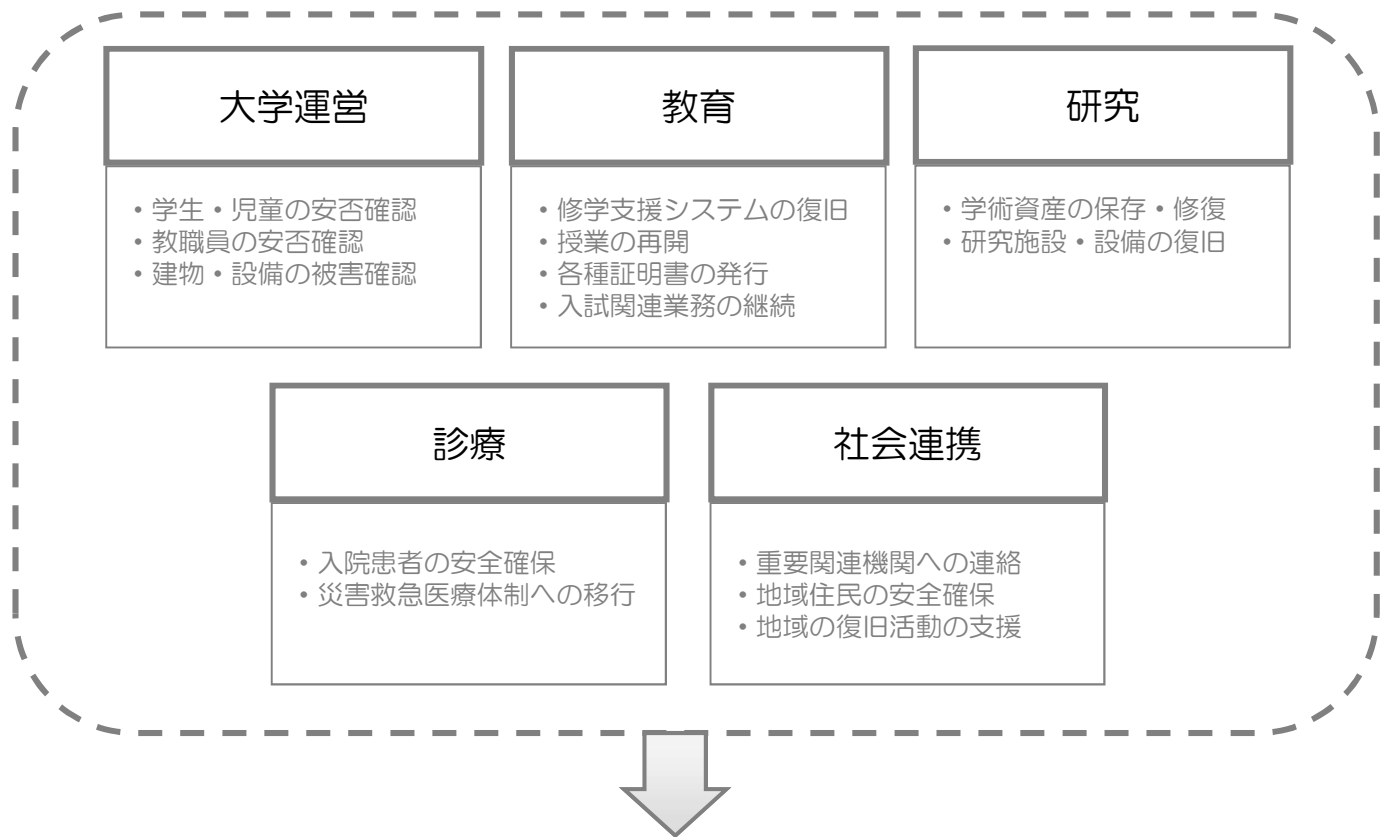 大学運営
・学生・児童の安否確認
・教職員の安否確認
・建物・設備の被害確認
教育
・修学支援システムの復旧
・授業の再開
・各種証明書の発行
・入試関連業務の継続
研究
・学術資産の保存・修復
・研究施設・設備の復旧
診療
・入院患者の安全確保
・災害救急医療体制への移行
社会連携
・重要関連機関への連絡
・地域住民の安全確保
・地域の復旧活動の支援